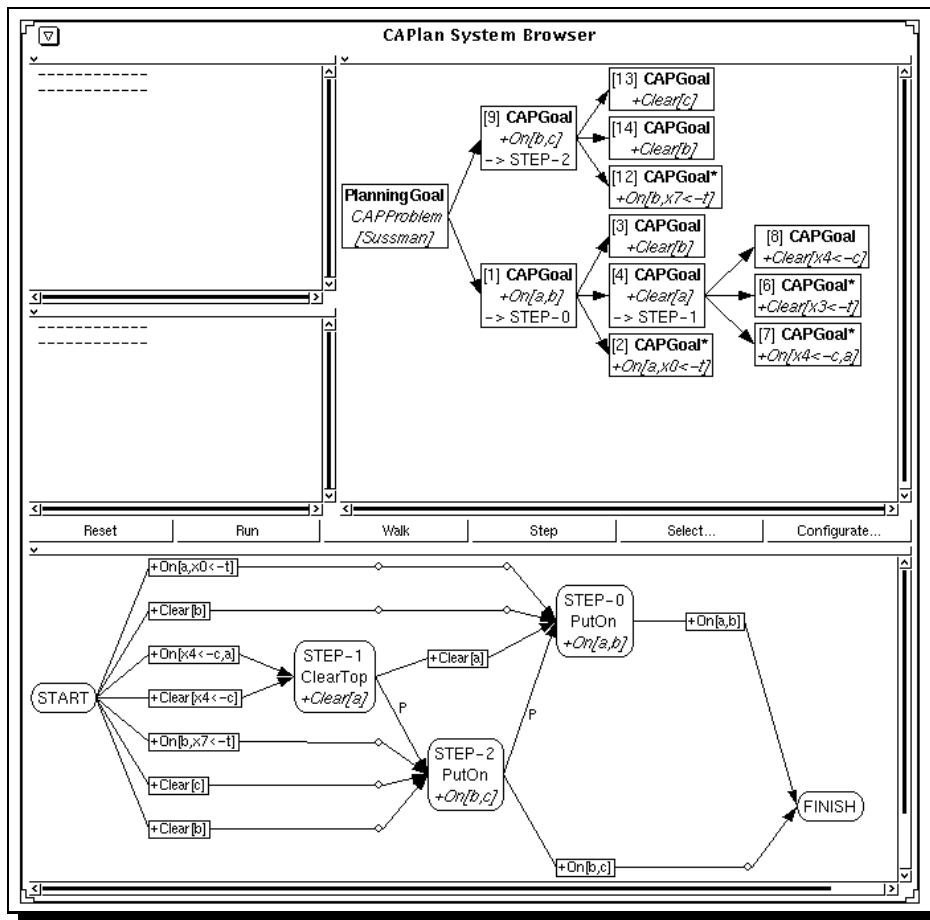 CAPlan System Browser
------------
------------
------------
------------
PlanningGoal
CAPProblem
[Sussman]
[9] CAPGoal
+On[b,c]
-> STEP-2
[1] CAPGoal
+On[a,b]
-> STEP-0
[13] CAPGoal
+Clear[c]
[14] CAPGoal
+Clear[b]
[12] CAPGoal*
+On[b,x7<-t]
[3] CAPGoal
+Clear[b]
[4] CAPGoal
+Clear[a]
-> STEP-1
[2] CAPGoal*
+On[a,x0<-t]
[8] CAPGoal
+Clear[x4<-c]
[6] CAPGoal*
+Clear[x3<-t]
[7] CAPGoal*
+On[x4<-c,a]
Reset Run Walk Step Select... Configurate...
START
+On[a,x0<-t]
+Clear[b]
+On[x4<-c,a]
+Clear[x4<-c]
+On[b,x7<-t]
+Clear[c]
+Clear[b]
STEP-1
ClearTop
+Clear[a]
+Clear[a]
P
STEP-2
PutOn
+On[b,c]
P
STEP-0
PutOn
+On[a,b]
+On[a,b]
+On[b,c]
FINISH